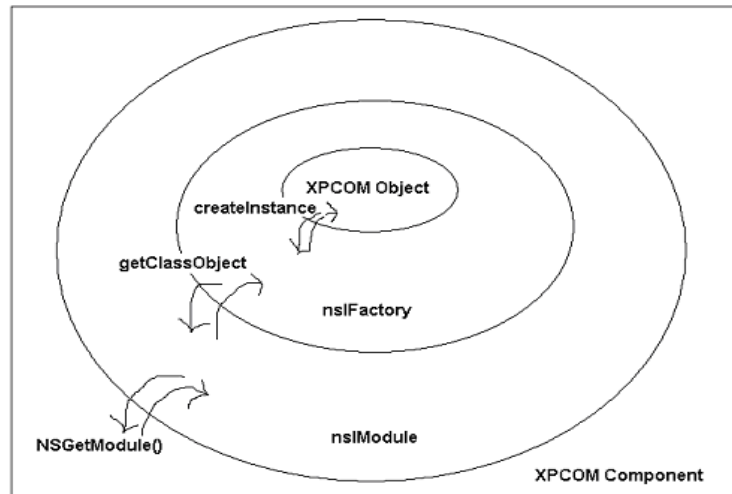 XPCOM Object
createInstance
getClassObject
nsIFactory
NSGetModule()
nsIModule
XPCOM Component